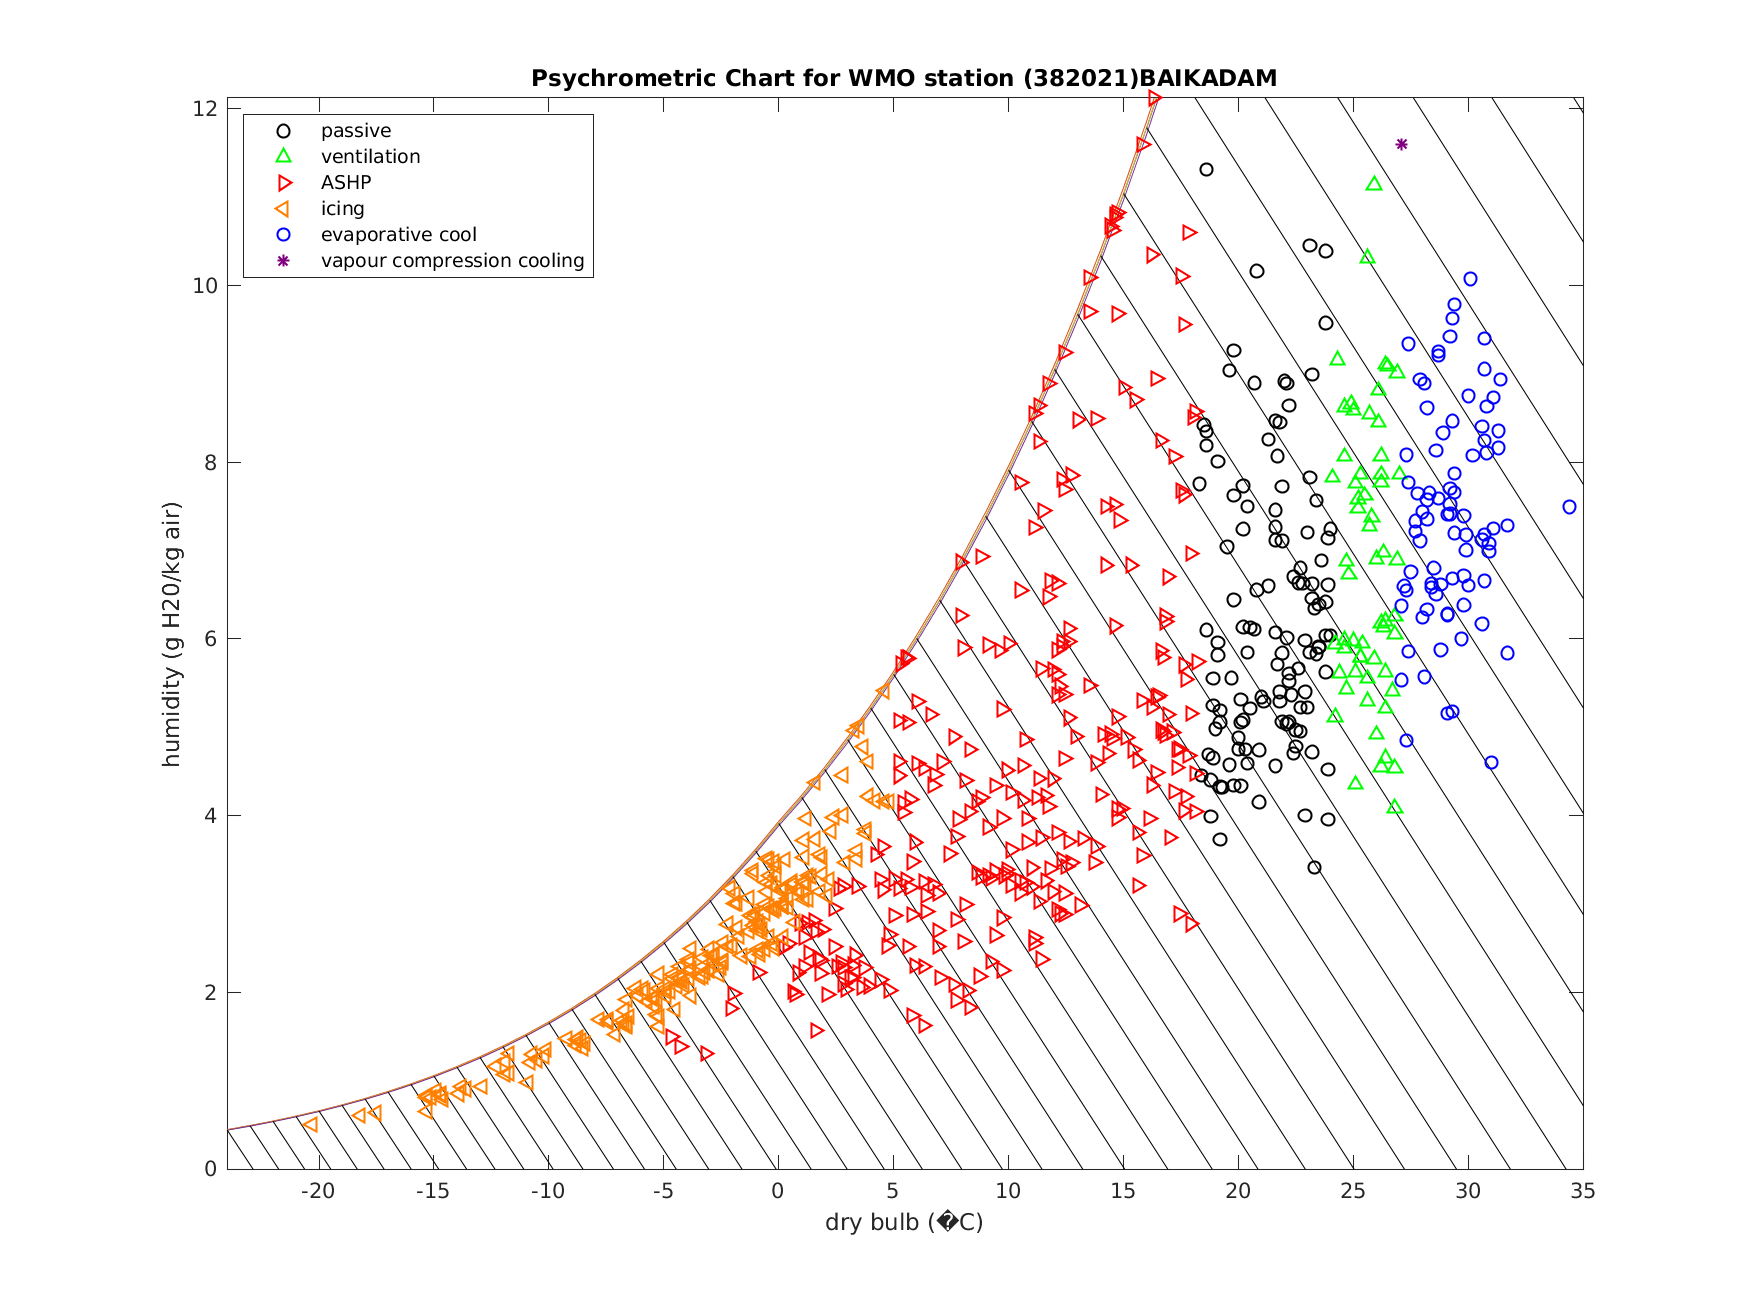 Psychrometric Chart for WMO station (382021)BAIKADAM
passive
ventilation
ASHP
icing
evaporative cool
vapour compression cooling
12
10
8
6
4
2
0
humidity (g H20/kg air)
-20 -15 -10 -5 0 5 10 15 20 25 30 35
dry bulb (�C)